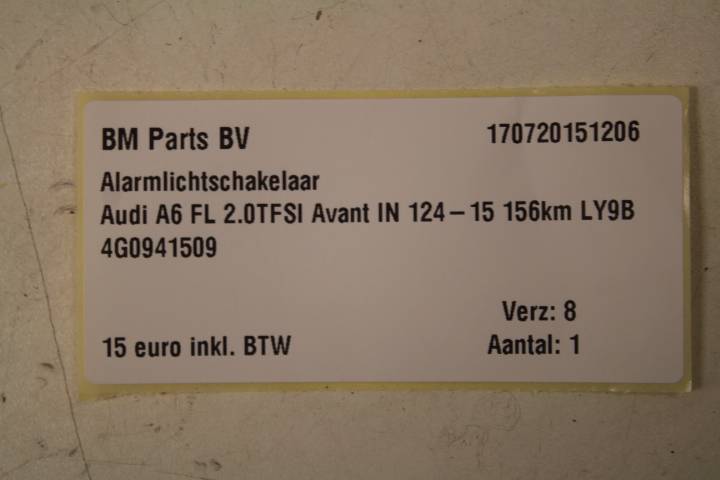 BM Parts BV 170720151206
Alarmlichtschakelaar
Audi A6 FL 2.0TFSI Avant IN 124-15 156km LY9B
4G0941509
Verz: 8
15 euro inkl. BTW Aantal: 1